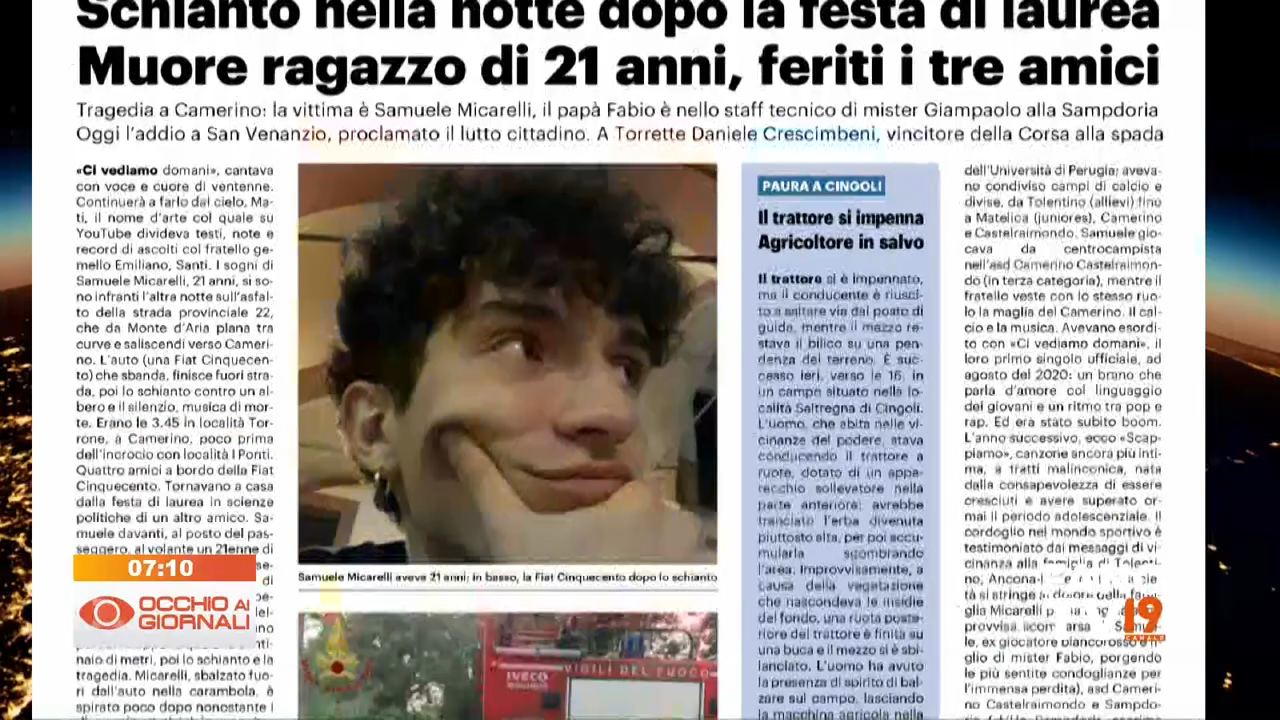 Schianto nella notte dopo la festa di laurea
Muore ragazzo di 21 anni, feriti i tre amici
Tragedia a Camerino: la vittima è Samuele Micarelli, il papà Fabio è nello staff tecnico di mister Giampaolo alla Sampdoria
Oggi l'addio a San Venanzio, proclamato il lutto cittadino. A Torrette Daniele Crescimbeni, vincitore della Corsa alla spada
«Ci vediamo domani», cantava
con voce e cuore di ventenne.
Continuerà a farlo dal cielo, Ma-
ti, il nome d'arte col quale su
YouTube divideva testi, note e
record di ascolti col fratello ge-
mello Emiliano, Santi. I sogni di
Samuele Micarelli, 21 anni, si so-
no infranti l'altra notte sull'asfal-
to della strada provinciale 22,
che da Monte d'Aria plana tra
curve e saliscendi verso Cameri-
no. L'auto (una Fiat Cinquecen-
to) che sbanda, finisce fuori stra-
da, poi lo schianto contro un al-
bero e il silenzio, musica di mor-
te. Erano le 3.45 in località Tor-
rone, a Camerino, poco prima
dell'incrocio con località I Ponti.
Quattro amici a bordo della Fiat
Cinquecento. Tornavano a casa
dalla festa di laurea in scienze
politiche di un altro amico. Sa-
muele davanti, al posto del pas-
seggero, al volante un 21enne di
naio di metri, poi lo schianto e la
tragedia. Micarelli, sbalzato fuo-
ri dall'auto nella carambola, è
spirato poco dopo nonostante i
Samuele Micarelli aveva 21 anni; in basso, la Fiat Cinquecento dopo lo schianto
IVECO
VIGILI DEL FUOCO
PAURA A CINGOLI
Il trattore si impenna
Agricoltore in salvo
Il trattore si è impennato,
ma il conducente è riusci-
to a saltare via dal posto di
guida, mentre il mezzo re-
stava il bilico su una pen-
denza del terreno. È suc-
cesso ieri, verso le 16, in
un campo situato nella lo-
calità Saltregna di Cingoli.
L'uomo, che abita nelle vi-
cinanze del podere, stava
conducendo il trattore a
ruote, dotato di un appa-
recchio sollevatore nella
parte anteriore: avrebbe
tranciato l'erba divenuta
piuttosto alta, per poi accu-
mularla sgombrando
l'area. Improvvisamente, a
causa della vegetazione
che nascondeva le insidie
del fondo, una ruota poste-
riore del trattore è finita su
una buca e il mezzo si è sbi-
lanciato. L'uomo ha avuto
la presenza di spirito di bal-
zare sul campo, lasciando
la macchina agricola nella
dell'Università di Perugia; aveva-
no condiviso campi di calcio e
divise, da Tolentino (allievi) fino
a Matelica (juniores), Camerino
e Castelraimondo. Samuele gio-
cava da centrocampista
nell'asd Camerino Castelraimon-
do (in terza categoria), mentre il
fratello veste con lo stesso ruo-
lo la maglia del Camerino. Il cal-
cio e la musica. Avevano esordi-
to con «Ci vediamo domani», il
loro primo singolo ufficiale, ad
agosto del 2020: un brano che
parla d'amore col linguaggio
dei giovani e un ritmo tra pop e
rap. Ed era stato subito boom.
L'anno successivo, ecco «Scap-
piamo», canzone ancora più inti-
ma, a tratti malinconica, nata
dalla consapevolezza di essere
cresciuti e avere superato or-
mai il periodo adolescenziale. Il
cordoglio nel mondo sportivo è
testimoniato dai messaggi di vi-
cinanza alla famiglia di Tolenti-
no, Ancona-
tà si stringe a dolore della fami-
glia Micarelli
le, ex giocatore biancorosso e fi-
glio di mister Fabio, porgendo
le più sentite condoglianze per
l'immensa perdita), asd Cameri-
no Castelraimondo e Sampdo-
07:10
OCCHIO AI
GIORNALI
19
CANALE